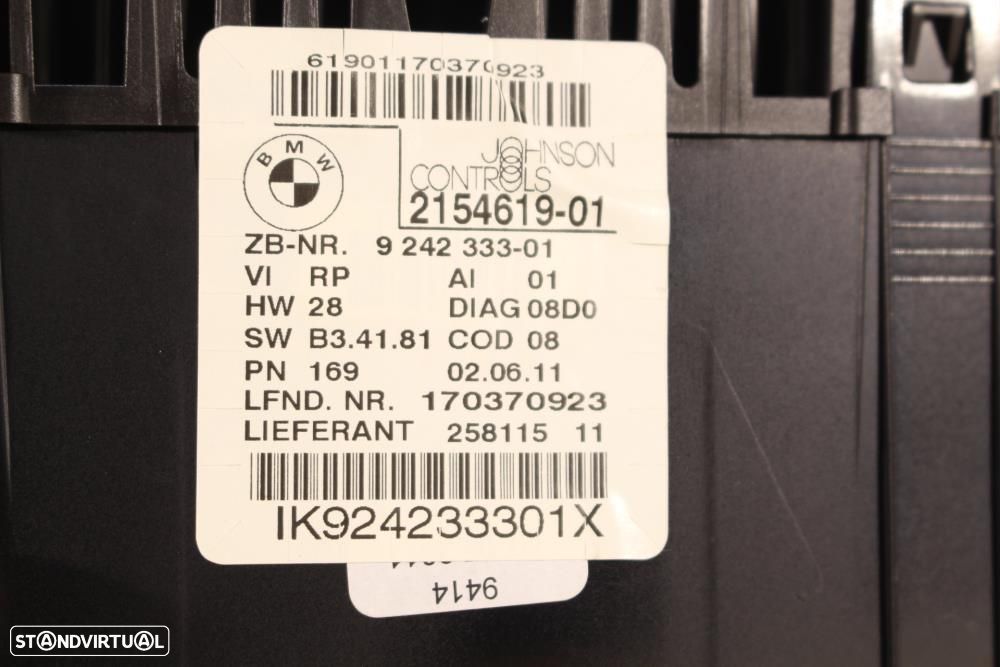 61901170370923
BMW
JOHNSON
CONTROLS
2154619-01
ZB-NR. 9 242 333-01
VI RP AI 01
HW 28 DIAG 08D0
SW B3.41.81 COD 08
PN 169 02.06.11
LFND. NR. 170370923
LIEFERANT 258115 11
IK924233301X
9414
STANDVIRTUAL